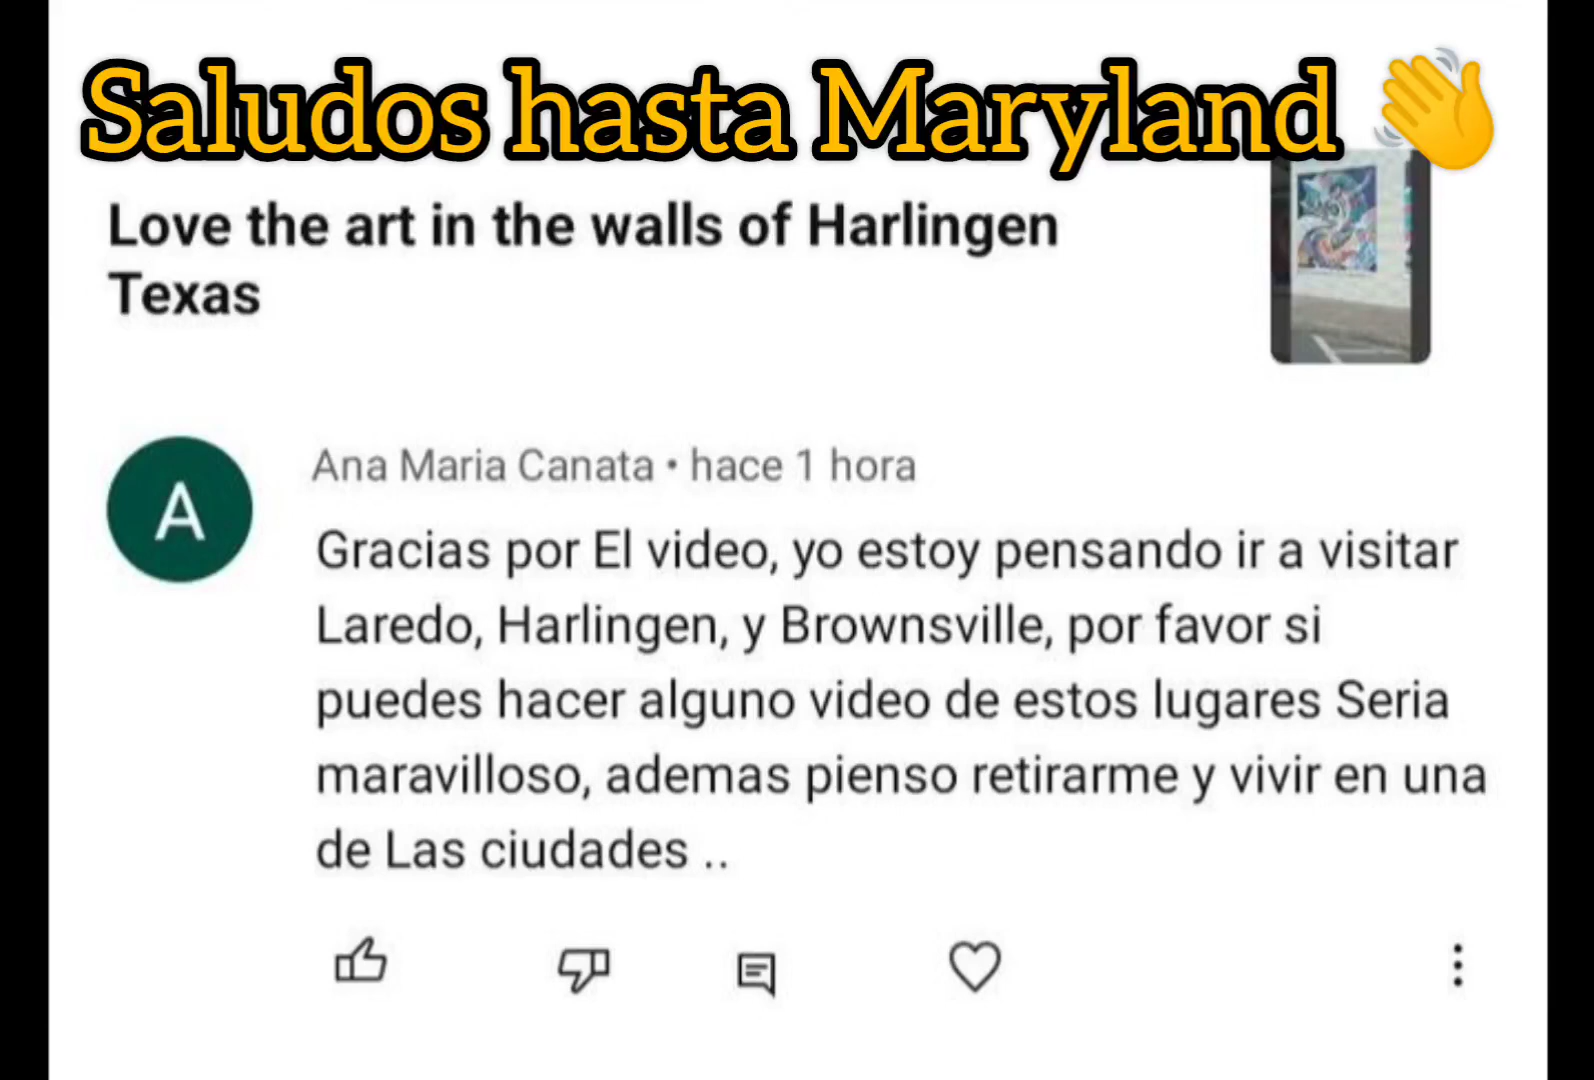 Saludos hasta Maryland 👋
Love the art in the walls of Harlingen
Texas
A
Ana Maria Canata • hace 1 hora
Gracias por El video, yo estoy pensando ir a visitar
Laredo, Harlingen, y Brownsville, por favor si
puedes hacer alguno video de estos lugares Seria
maravilloso, ademas pienso retirarme y vivir en una
de Las ciudades ..